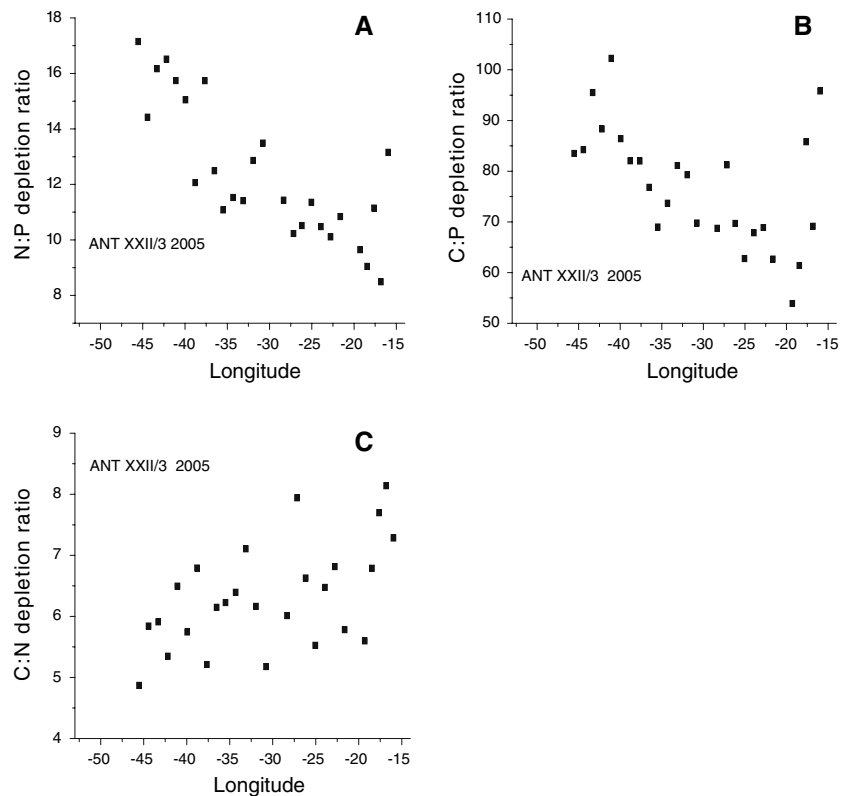 A
N:P depletion ratio
18
16
14
12
10
8
ANT XXII/3 2005
-50 -45 -40 -35 -30 -25 -20 -15
Longitude
B
C:P depletion ratio
110
100
90
80
70
60
50
ANT XXII/3 2005
-50 -45 -40 -35 -30 -25 -20 -15
Longitude
C
C:N depletion ratio
9
8
7
6
5
4
ANT XXII/3 2005
-50 -45 -40 -35 -30 -25 -20 -15
Longitude